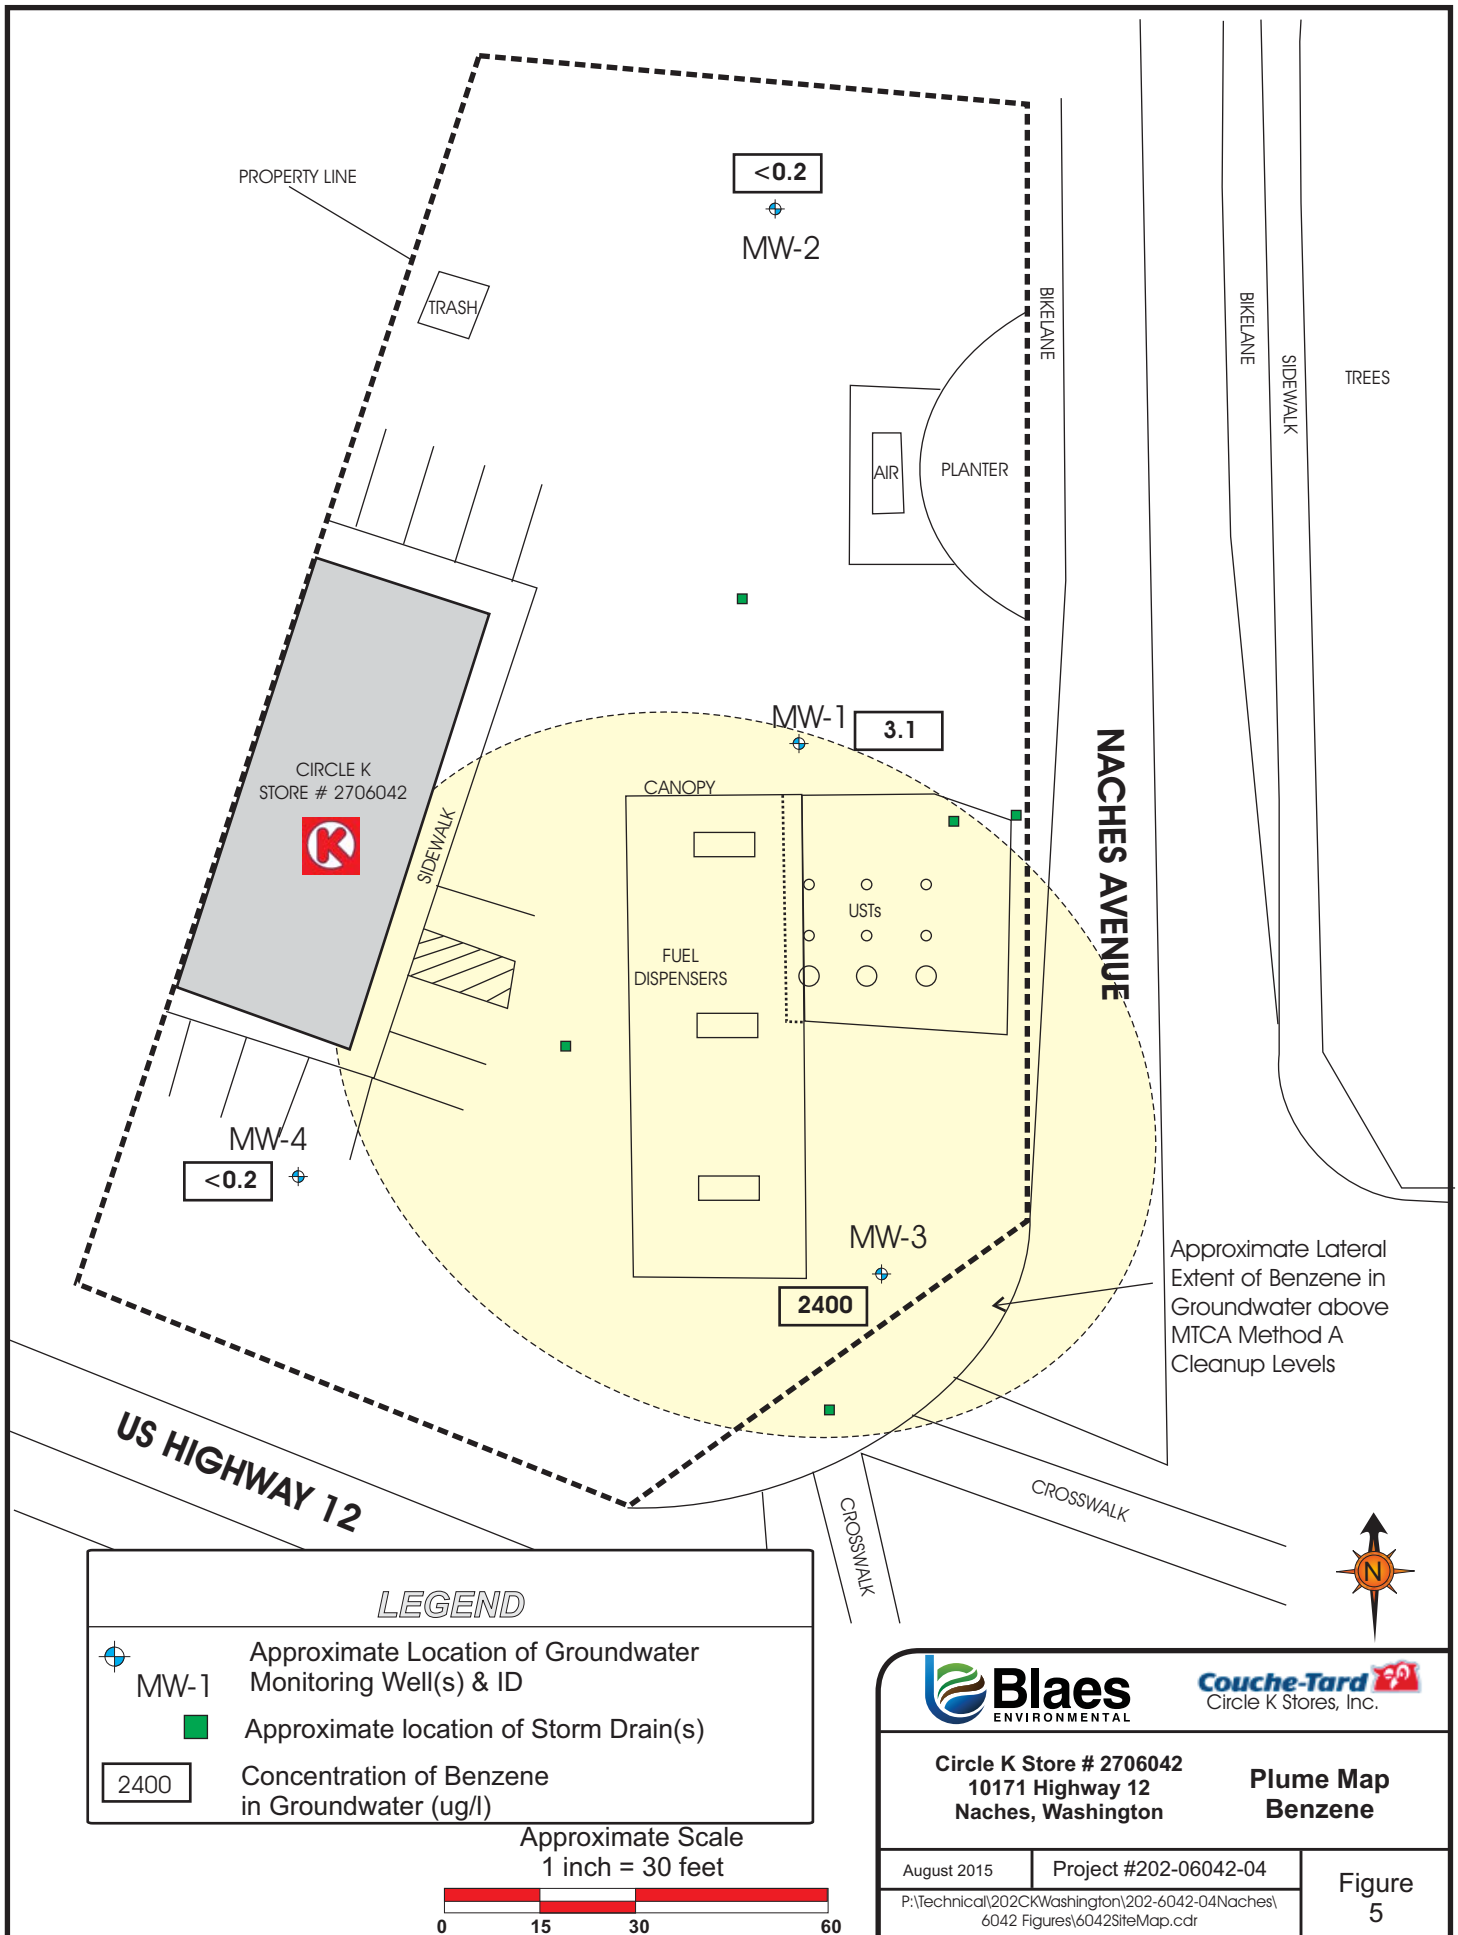 <0.2
PROPERTY LINE
MW-2
TRASH
BIKELANE
BIKELANE
SIDEWALK
TREES
AIR
PLANTER
MW-1
3.1
NACHES AVENUE
CIRCLE K
STORE # 2706042
K
SIDEWALK
CANOPY
USTs
FUEL
DISPENSERS
MW-4
<0.2
MW-3
2400
Approximate Lateral
Extent of Benzene in
Groundwater above
MTCA Method A
Cleanup Levels
US HIGHWAY 12
CROSSWALK
CROSSWALK
N
LEGEND
MW-1
Approximate Location of Groundwater
Monitoring Well(s) & ID
Approximate location of Storm Drain(s)
2400
Concentration of Benzene
in Groundwater (ug/l)
Approximate Scale
1 inch = 30 feet
0 15 30 60
Blaes
ENVIRONMENTAL
Couche-Tard
Circle K Stores, Inc.
Circle K Store # 2706042
10171 Highway 12
Naches, Washington
Plume Map
Benzene
August 2015
Project #202-06042-04
P:\Technical\202CKWashington\202-6042-04Naches\
6042 Figures\6042SiteMap.cdr
Figure
5